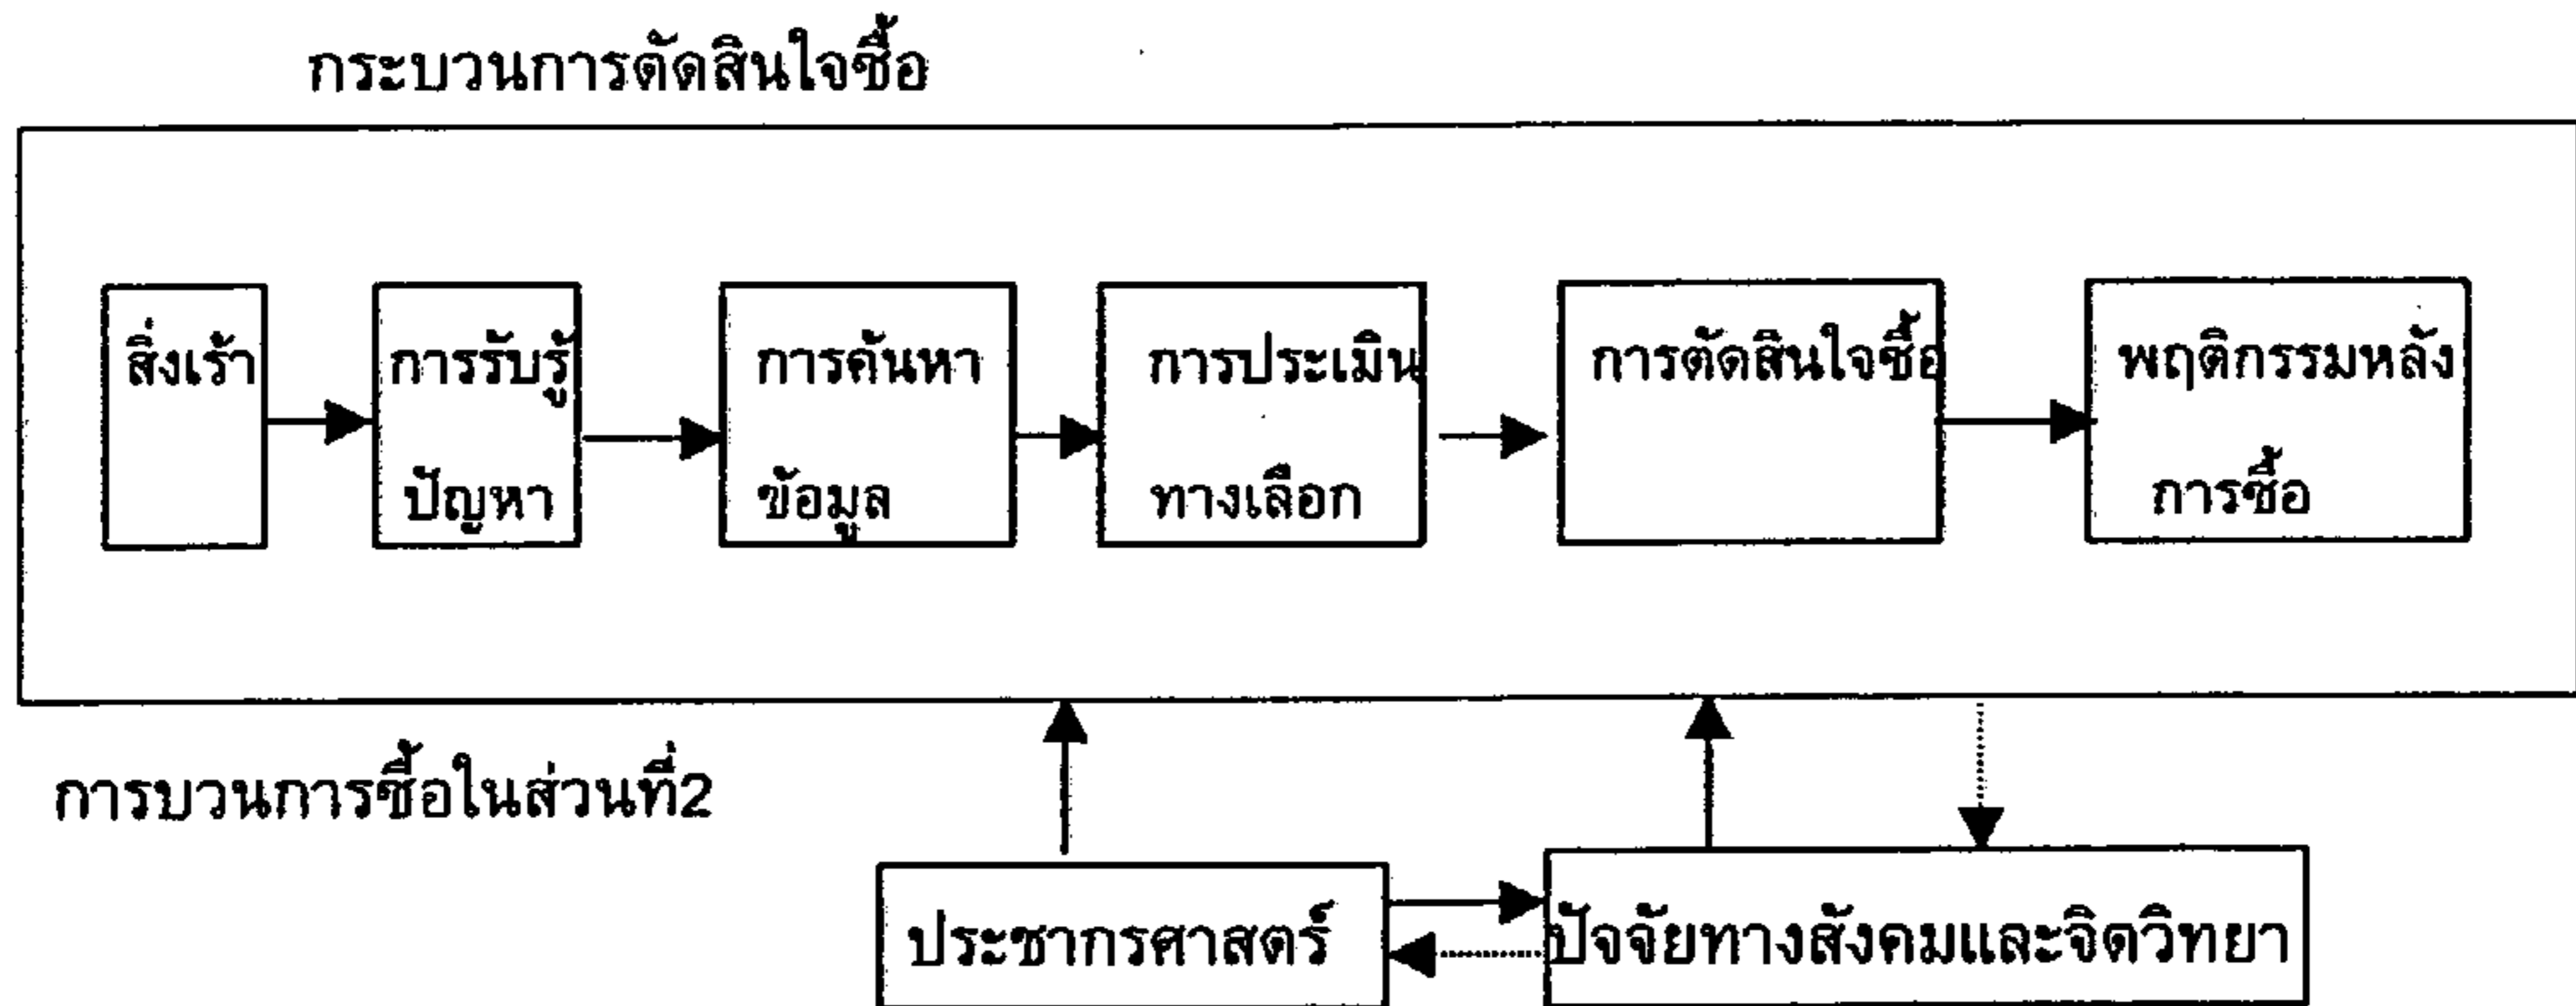 กระบวนการตัดสินใจซื้อ
สิ่งเร้า
การรับรู้
ปัญหา
การค้นหา
ข้อมูล
การประเมิน
ทางเลือก
การตัดสินใจซื้อ
พฤติกรรมหลัง
การซื้อ
การบวนการซื้อในส่วนที่2
ประชากรศาสตร์
ปัจจัยทางสังคมและจิตวิทยา